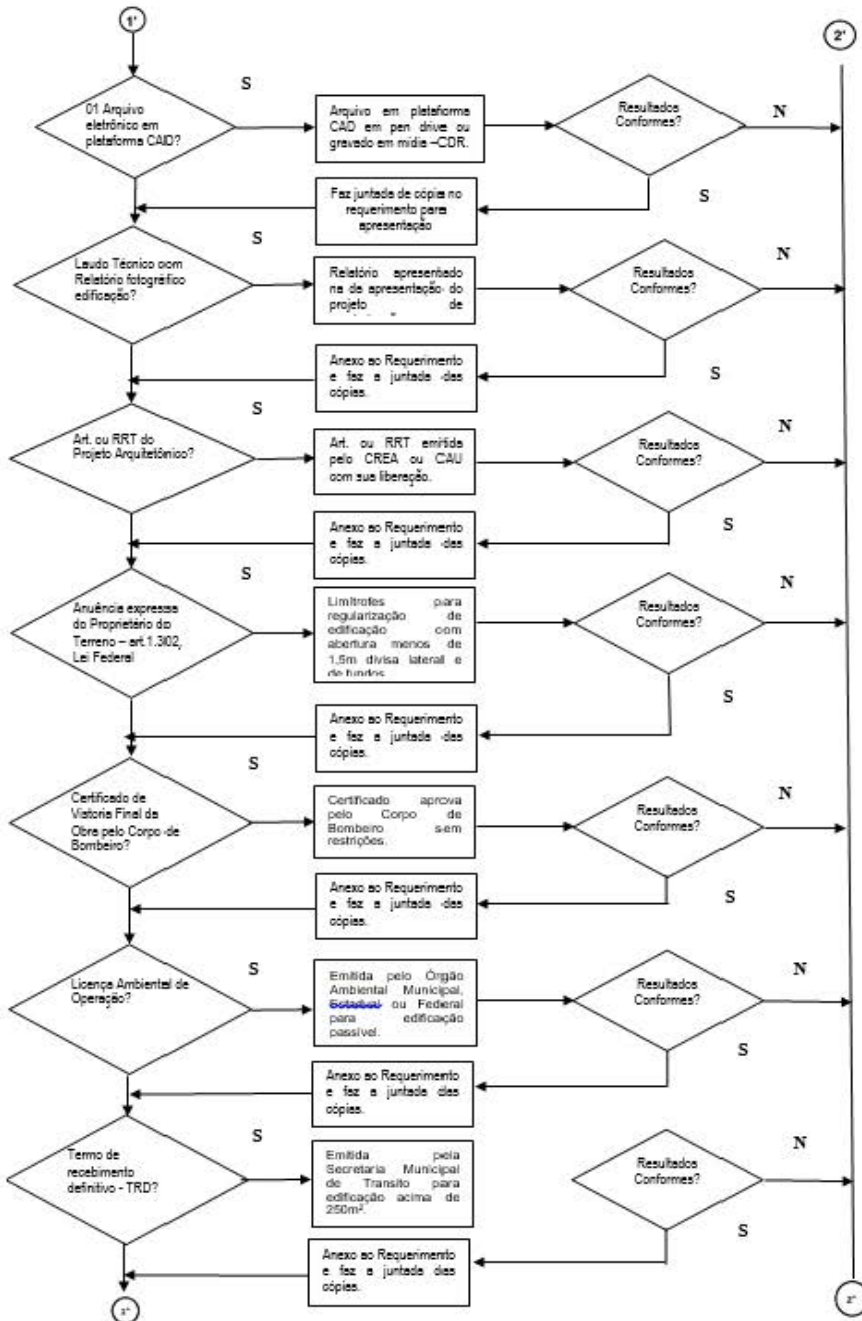 1'
2'
S
01 Arquivo
eletrônico em
plataforma CAD?
Arquivo em plataforma
CAD em pen drive ou
gravado em mídia –CDR.
Resultados
Conformes?
N
Faz juntada de cópia no
requerimento para
apresentação
S
S
Laudo Técnico com
Relatório fotográfico
edificação?
Relatório apresentado
na da apresentação do
projeto de
Resultados
Conformes?
N
Anexo ao Requerimento
e faz a juntada das
cópias.
S
S
Art. ou RRT do
Projeto Arquitetônico?
Art. ou RRT emitida
pelo CREA ou CAU
com sua liberação.
Resultados
Conformes?
N
Anexo ao Requerimento
e faz a juntada das
cópias.
S
S
Anuência expressa
do Proprietário do
Terreno – art.1.302,
Lei Federal
Limítrofes para
regularização de
edificação com
abertura menos de
1,5m divisa lateral e
de fundos
Resultados
Conformes?
N
Anexo ao Requerimento
e faz a juntada das
cópias.
S
S
Certificado de
Vistoria Final da
Obra pelo Corpo de
Bombeiro?
Certificado aprova
pelo Corpo de
Bombeiro sem
restrições.
Resultados
Conformes?
N
Anexo ao Requerimento
e faz a juntada das
cópias.
S
S
Licença Ambiental de
Operação?
Emitida pelo Órgão
Ambiental Municipal,
Estadual ou Federal
para edificação
passível.
Resultados
Conformes?
N
Anexo ao Requerimento
e faz a juntada das
cópias.
S
S
Termo de
recebimento
definitivo - TRD?
Emitida pela
Secretaria Municipal
de Transito para
edificação acima de
250m².
Resultados
Conformes?
N
Anexo ao Requerimento
e faz a juntada das
cópias.
S